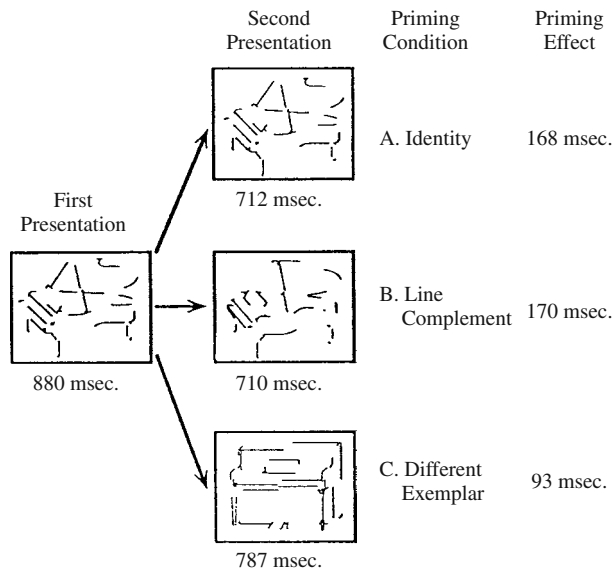 Second
Presentation
Priming
Condition
Priming
Effect
A. Identity
168 msec.
712 msec.
First
Presentation
880 msec.
B. Line
Complement
170 msec.
710 msec.
C. Different
Exemplar
93 msec.
787 msec.